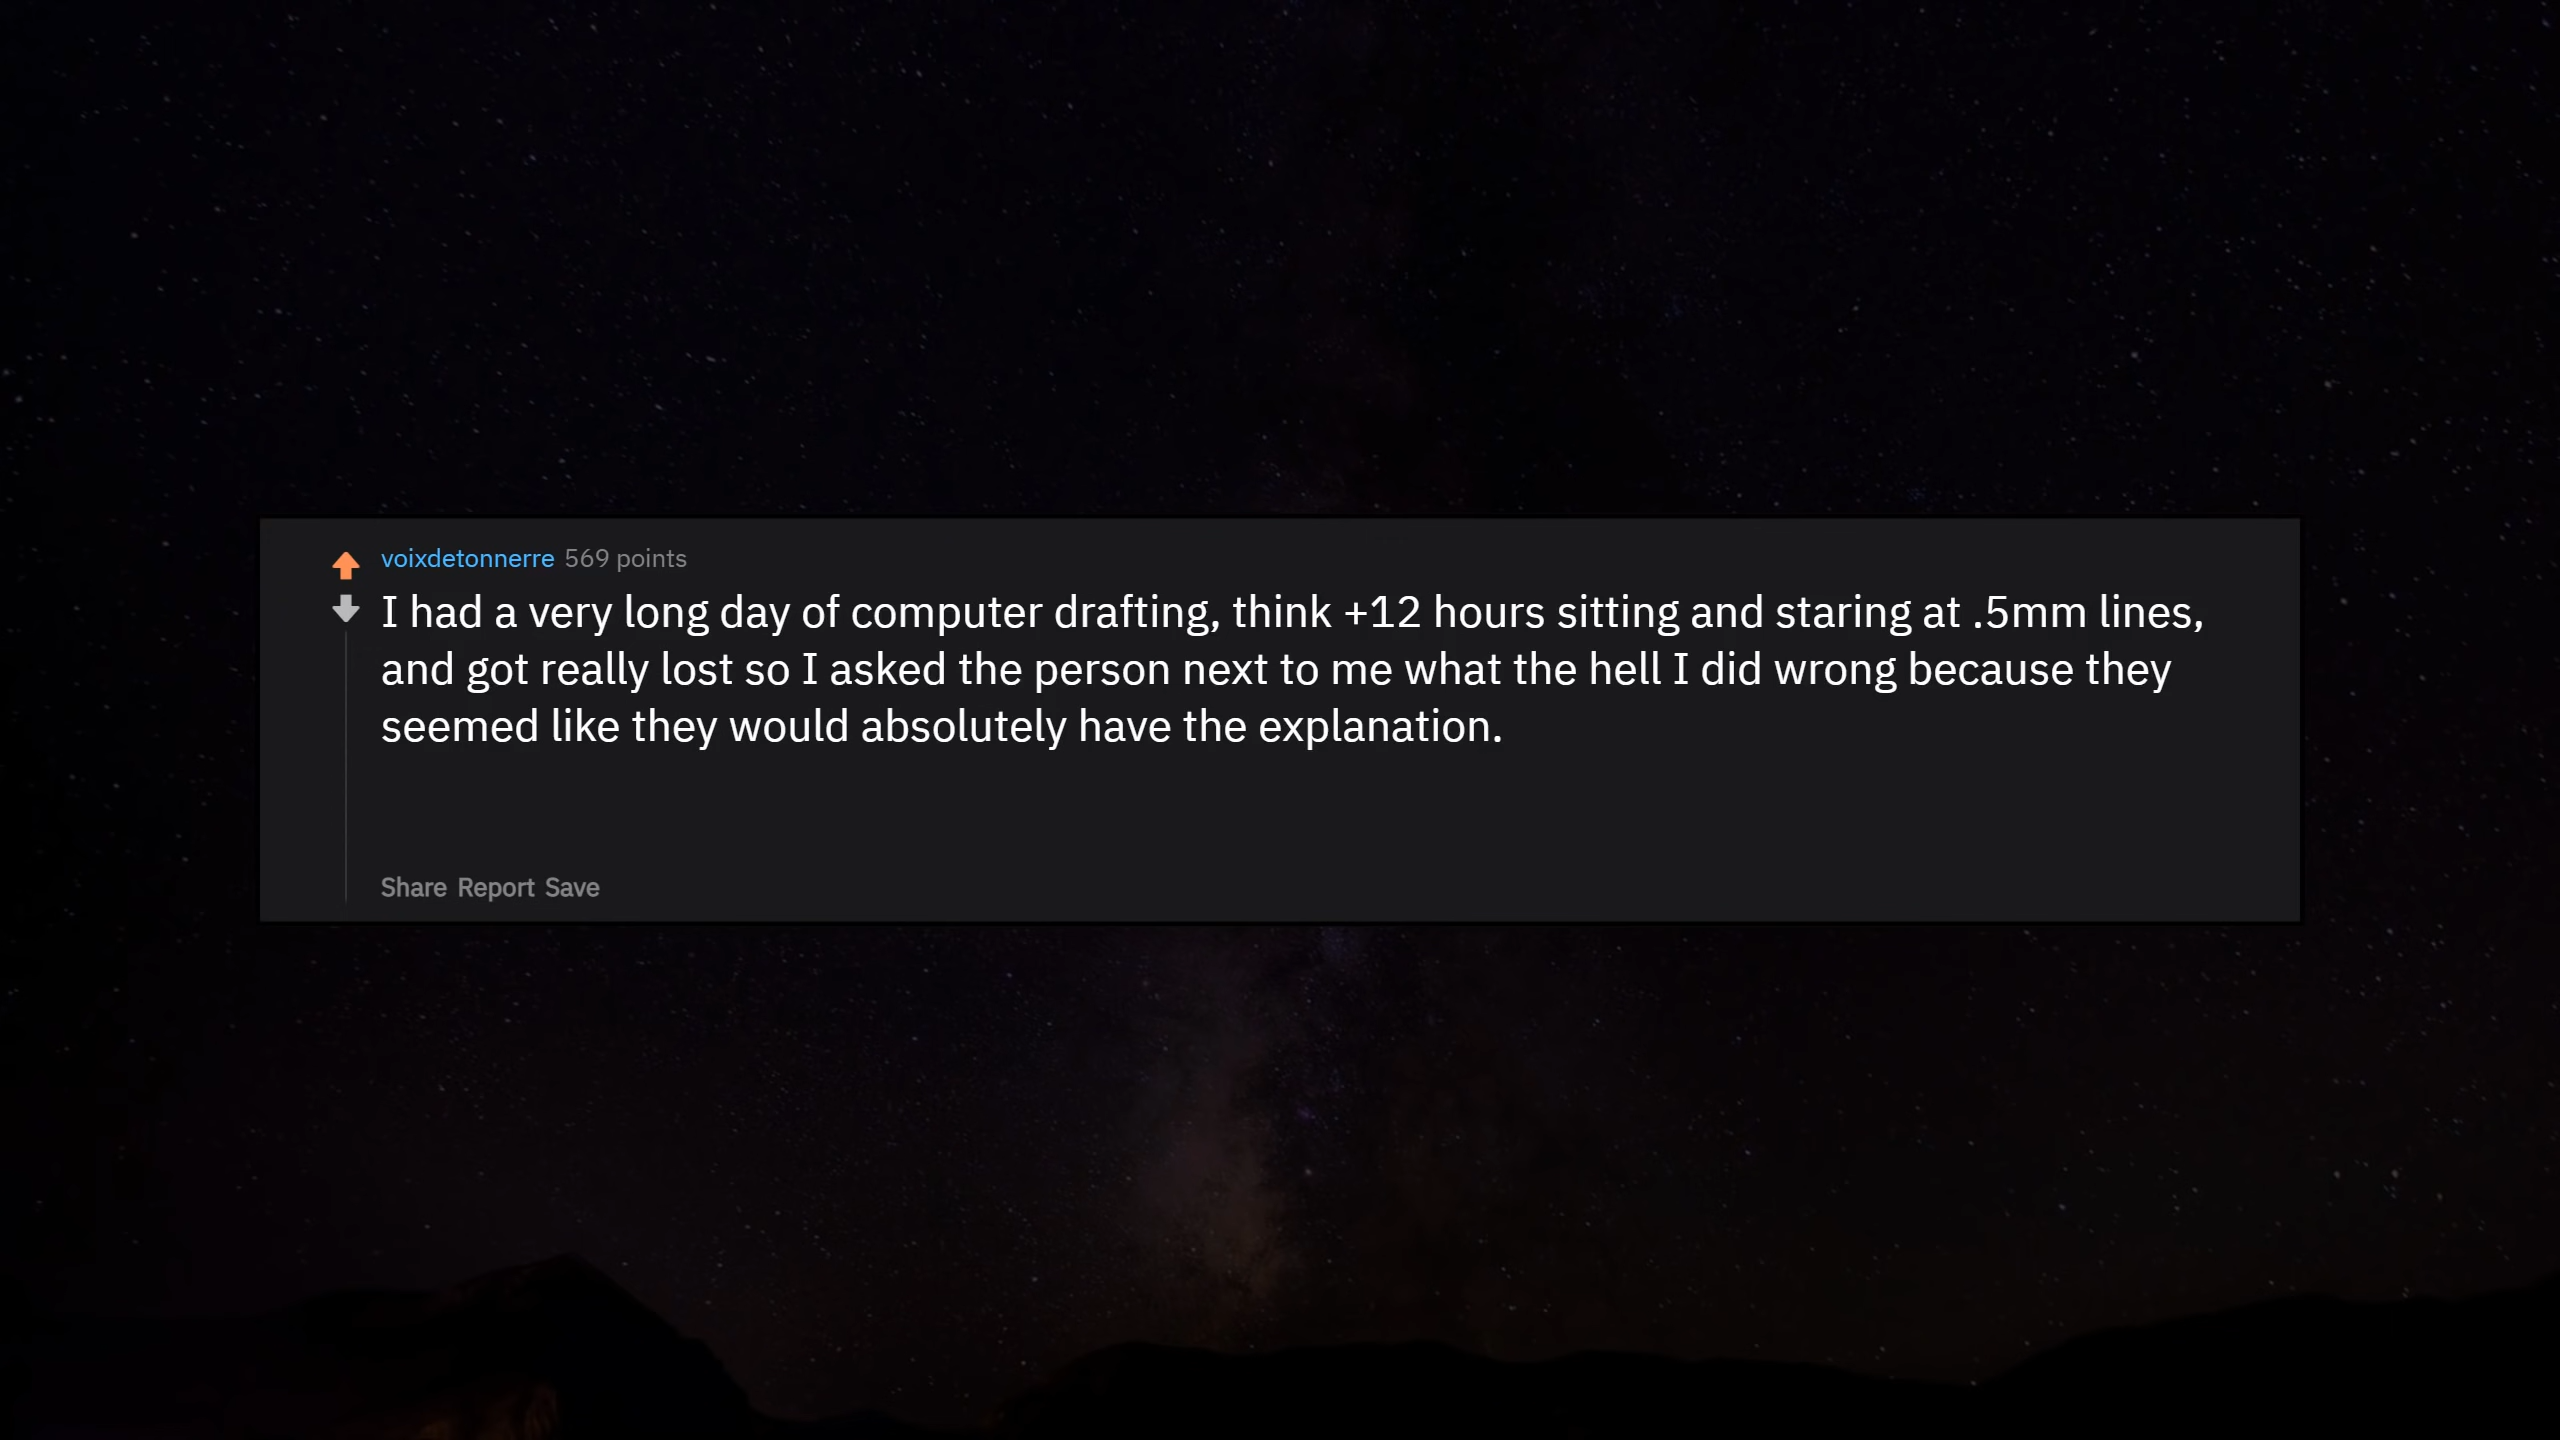 voixdetonnerre 569 points
I had a very long day of computer drafting, think +12 hours sitting and staring at .5mm lines,
and got really lost so I asked the person next to me what the hell I did wrong because they
seemed like they would absolutely have the explanation.
Share Report Save